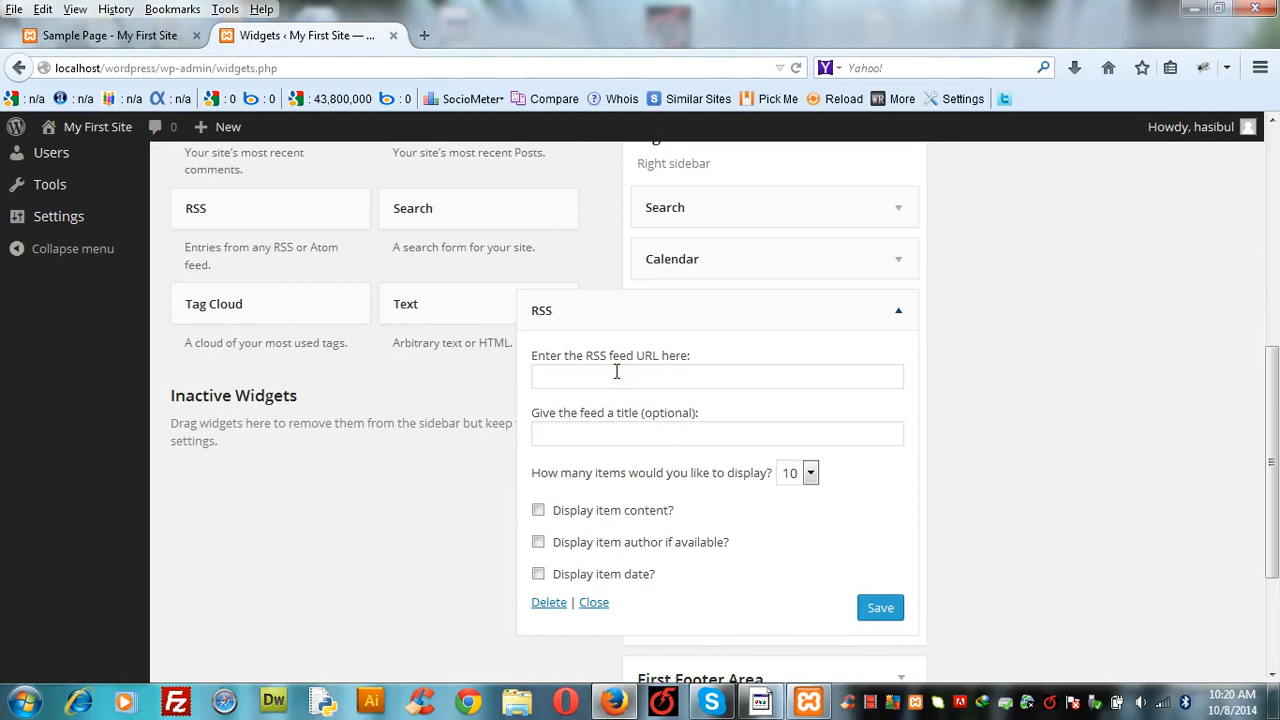 File Edit View History Bookmarks Tools Help
Sample Page - My First Site
Widgets ‹ My First Site — ...
localhost/wordpress/wp-admin/widgets.php
Yahoo!
: n/a : n/a : n/a : n/a : 0 : 0 : 43,800,000 : 0 SocioMeter Compare Whois Similar Sites Pick Me Reload More Settings
My First Site 0 New
Howdy, hasibul
Users
Tools
Settings
Collapse menu
Your site's most recent
comments.
Your site's most recent Posts.
RSS
Entries from any RSS or Atom
feed.
Search
A search form for your site.
Tag Cloud
A cloud of your most used tags.
Text
Arbitrary text or HTML.
Inactive Widgets
Drag widgets here to remove them from the sidebar but keep
settings.
Right sidebar
Search
Calendar
RSS
Enter the RSS feed URL here:
Give the feed a title (optional):
How many items would you like to display? 10
Display item content?
Display item author if available?
Display item date?
Delete | Close
Save
First Footer Area
10:20 AM
10/8/2014